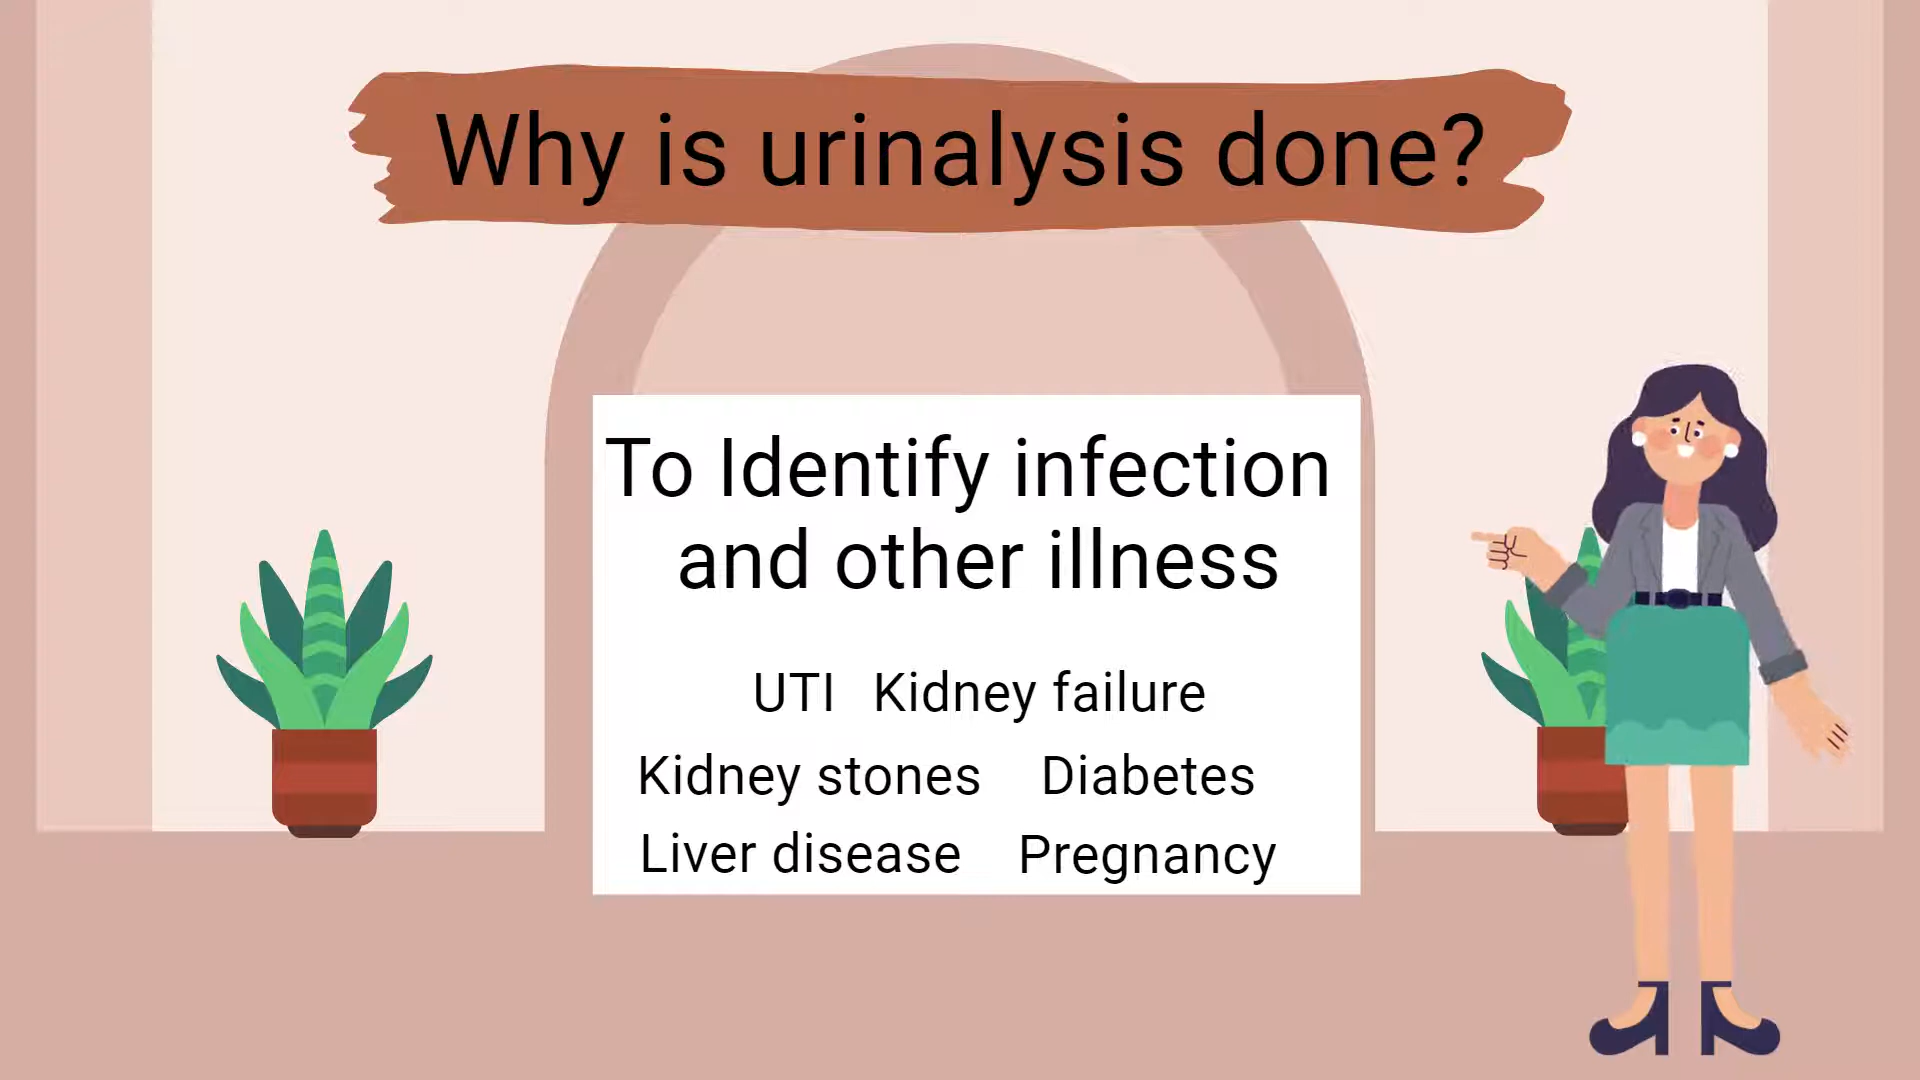 Why is urinalysis done?
To Identify infection
and other illness
UTI Kidney failure
Kidney stones Diabetes
Liver disease Pregnancy